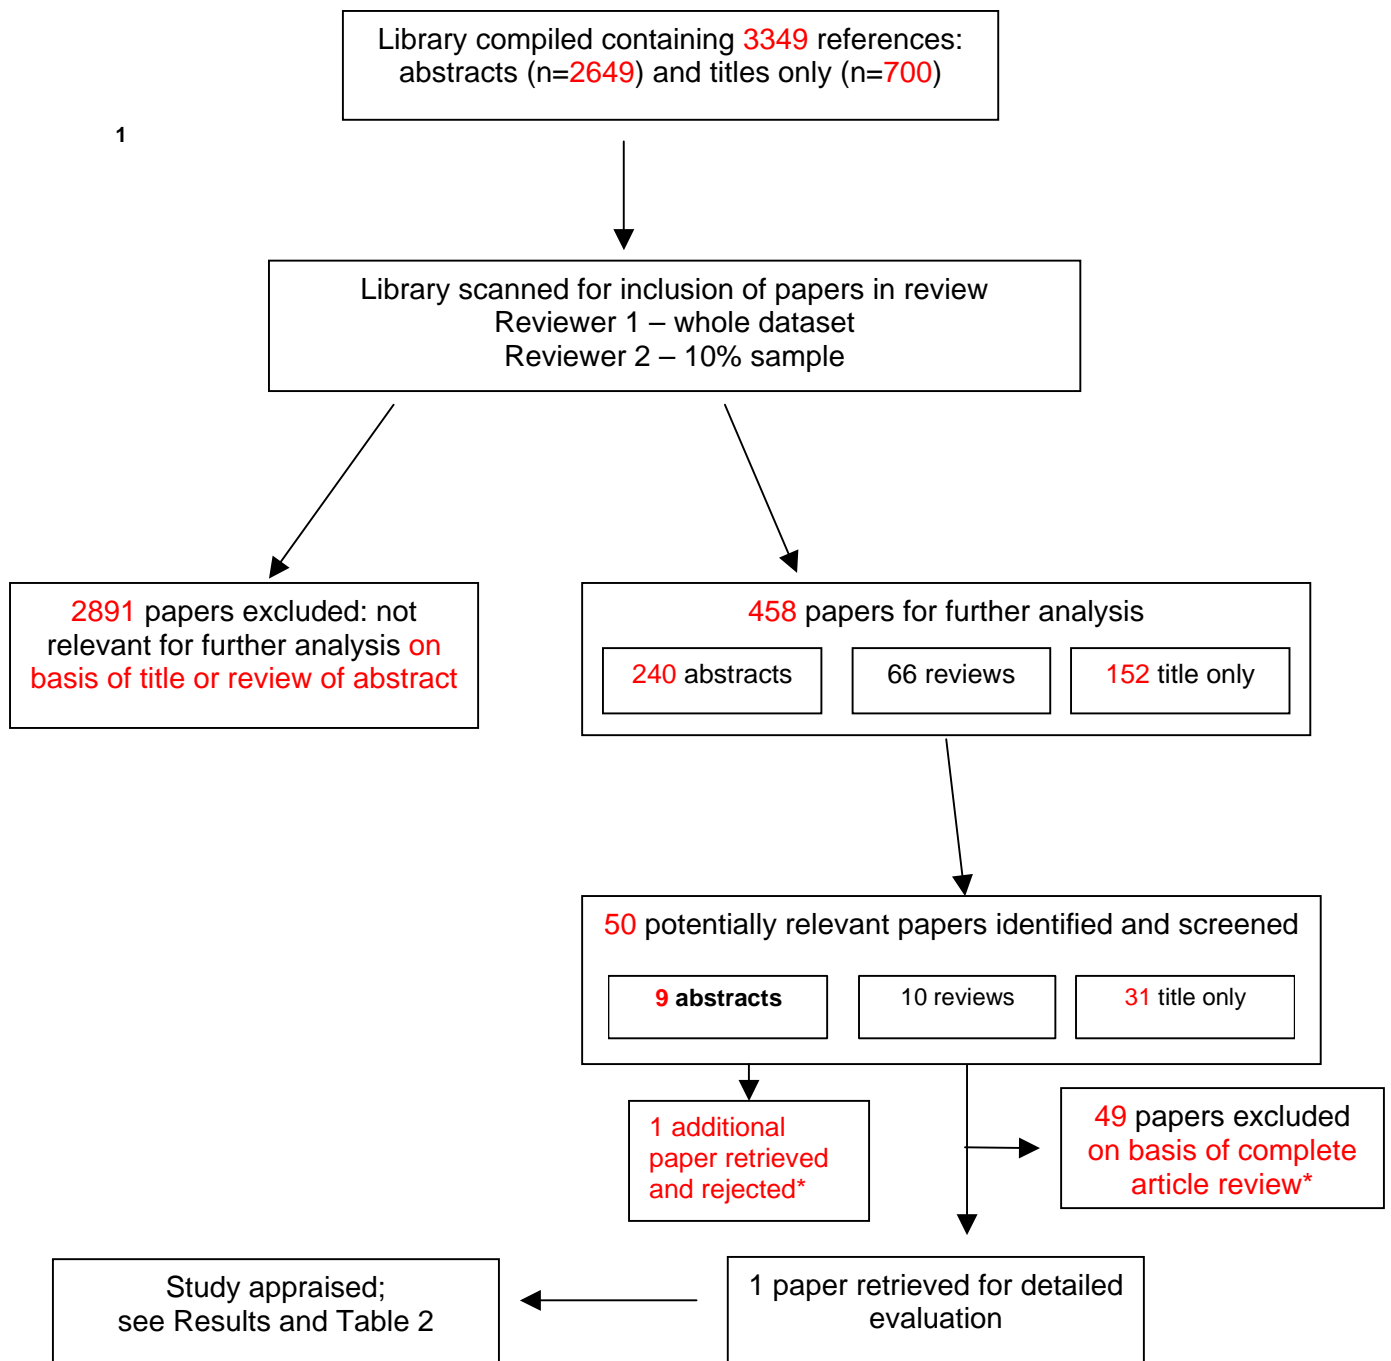 Library compiled containing 3349 references:
abstracts (n=2649) and titles only (n=700)
1
Library scanned for inclusion of papers in review
Reviewer 1 – whole dataset
Reviewer 2 – 10% sample
2891 papers excluded: not
relevant for further analysis on
basis of title or review of abstract
458 papers for further analysis
240 abstracts
66 reviews
152 title only
50 potentially relevant papers identified and screened
9 abstracts
10 reviews
31 title only
1 additional
paper retrieved
and rejected*
49 papers excluded
on basis of complete
article review*
1 paper retrieved for detailed
evaluation
Study appraised;
see Results and Table 2